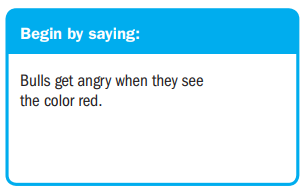 Begin by saying:
Bulls get angry when they see
the color red.